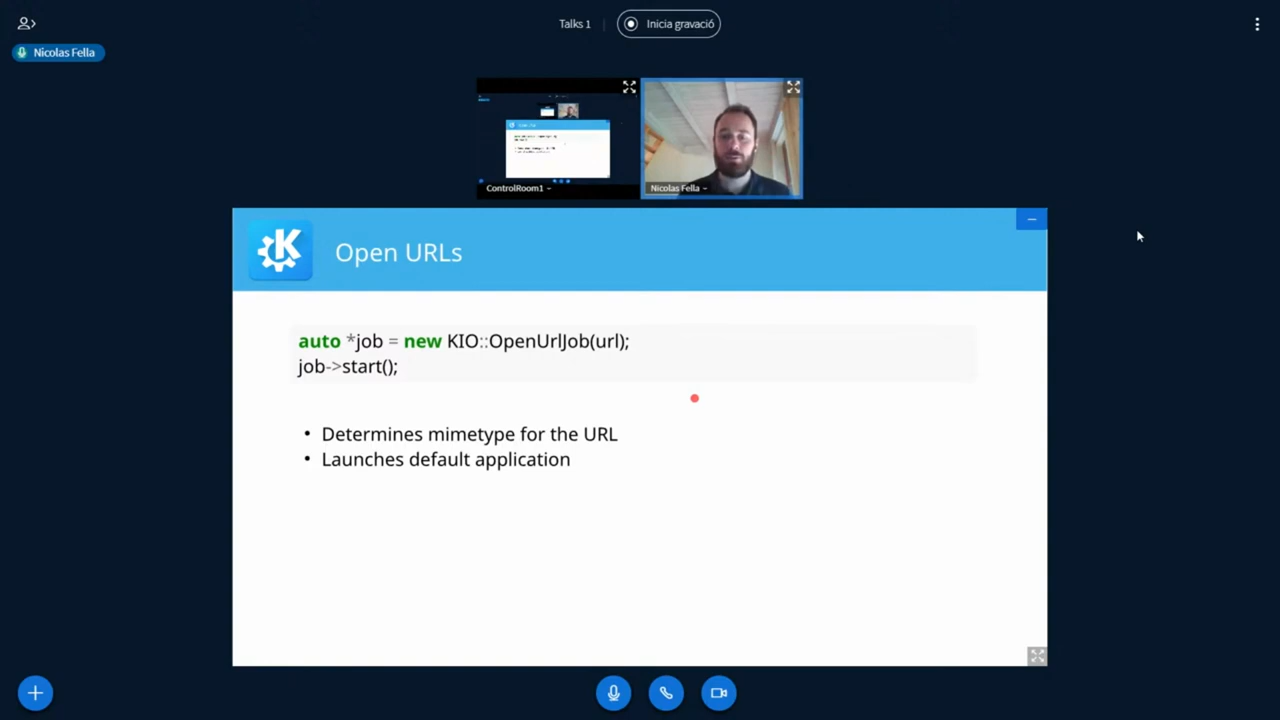 Talks 1
Inicia gravació
Nicolas Fella
ControlRoom1
Nicolas Fella
Open URLs
auto *job = new KIO::OpenUrlJob(url);
job->start();
• Determines mimetype for the URL
• Launches default application